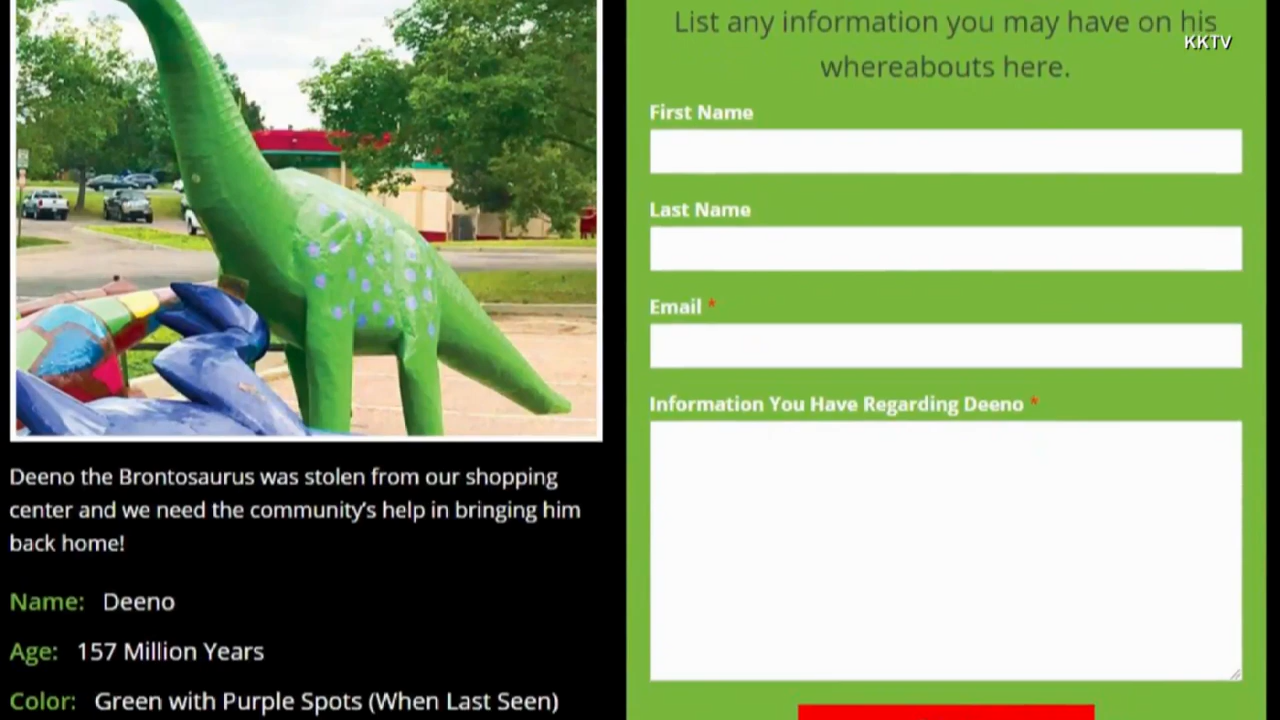 Deeno the Brontosaurus was stolen from our shopping
center and we need the community's help in bringing him
back home!
Name: Deeno
Age: 157 Million Years
Color: Green with Purple Spots (When Last Seen)
List any information you may have on his
whereabouts here.
KKTV
First Name
Last Name
Email *
Information You Have Regarding Deeno *